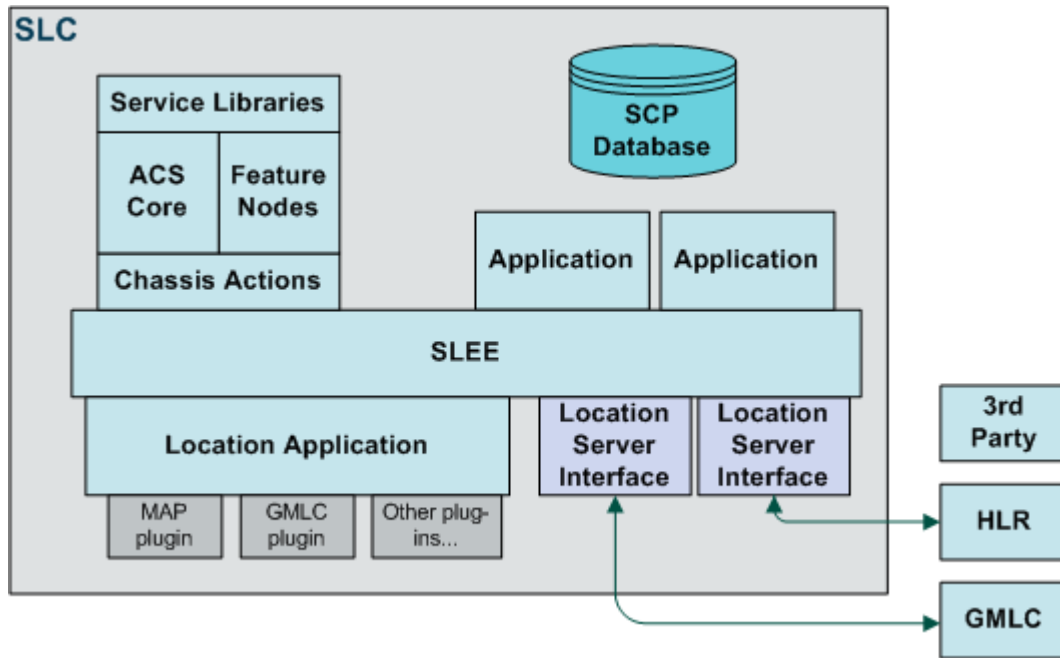 SLC
Service Libraries
ACS
Core
Feature
Nodes
Chassis Actions
SCP
Database
Application
Application
SLEE
Location Application
Location
Server
Interface
Location
Server
Interface
MAP
plugin
GMLC
plugin
Other plug-
ins...
3rd
Party
HLR
GMLC